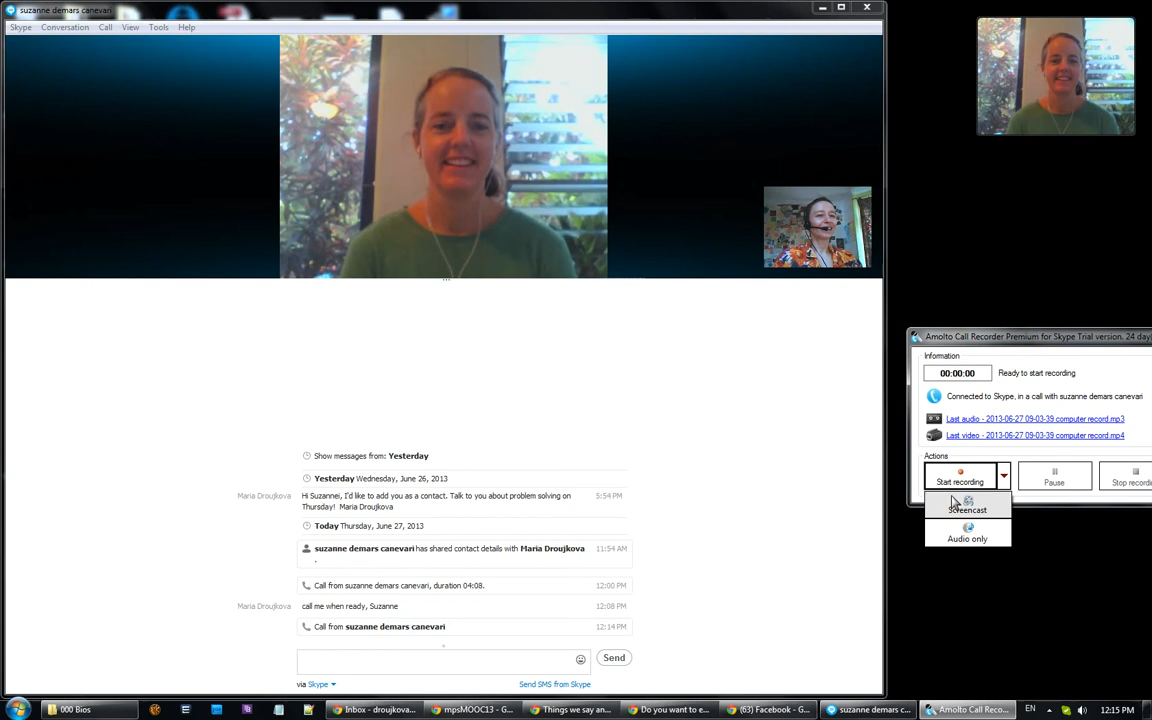 suzanne demars canevari
Skype Conversation Call View Tools Help
Amolto Call Recorder Premium for Skype Trial version. 24 day
Information
00:00:00 Ready to start recording
Connected to Skype, in a call with suzanne demars canevari
Last audio - 2013-06-27 09-03-39 computer record.mp3
Last video - 2013-06-27 09-03-39 computer record.mp4
Actions
Start recording Pause Stop recordi
Screencast
Audio only
Show messages from: Yesterday
Yesterday Wednesday, June 26, 2013
Maria Droujkova Hi Suzannei, I'd like to add you as a contact. Talk to you about problem solving on 5:54 PM
Thursday! Maria Droujkova
Today Thursday, June 27, 2013
suzanne demars canevari has shared contact details with Maria Droujkova 11:54 AM
.
Call from suzanne demars canevari, duration 04:08. 12:00 PM
Maria Droujkova call me when ready, Suzanne 12:08 PM
Call from suzanne demars canevari 12:14 PM
Send
via Skype Send SMS from Skype
000 Bios Inbox - droujkova... mpsMOOC13 - G... Things we say an... Do you want to e... (63) Facebook - G... suzanne demars c... Amolto Call Reco... EN 12:15 PM